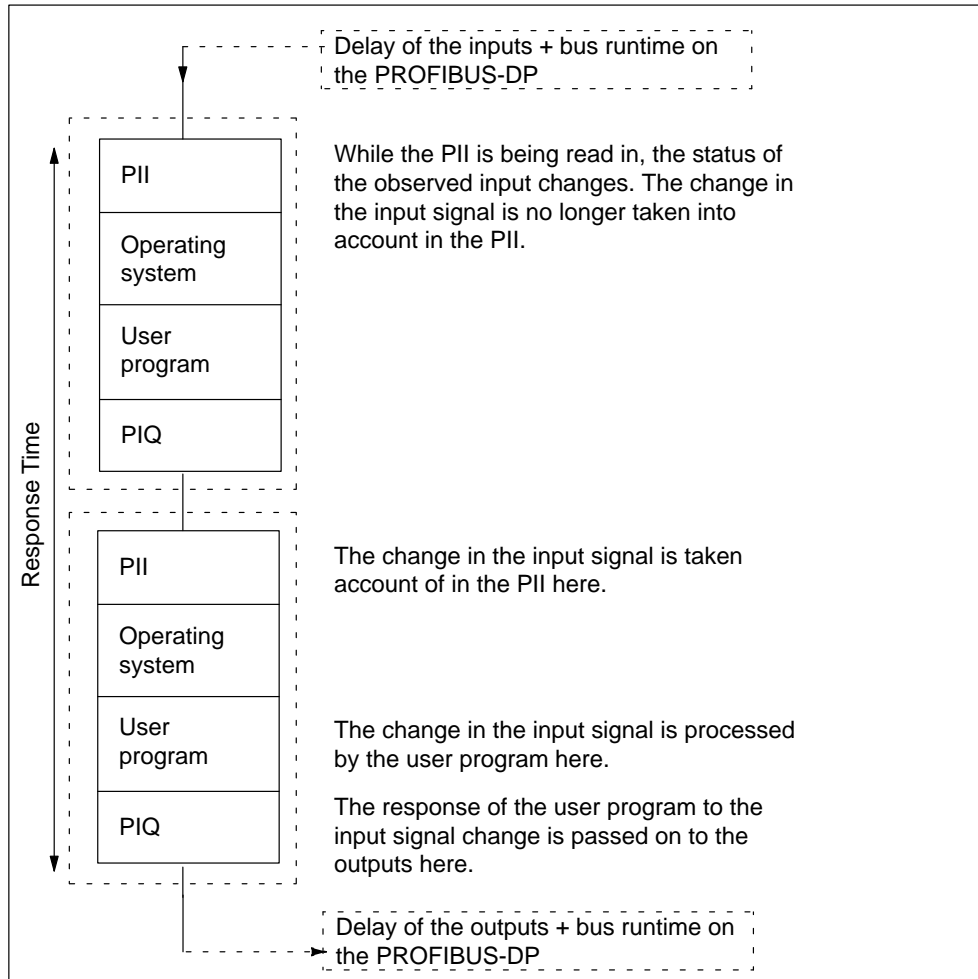 Delay of the inputs + bus runtime on
the PROFIBUS-DP
PII
While the PII is being read in, the status of
the observed input changes. The change in
the input signal is no longer taken into
account in the PII.
Operating
system
User
program
PIQ
Response Time
PII
The change in the input signal is taken
account of in the PII here.
Operating
system
User
program
The change in the input signal is processed
by the user program here.
PIQ
The response of the user program to the
input signal change is passed on to the
outputs here.
Delay of the outputs + bus runtime on
the PROFIBUS-DP